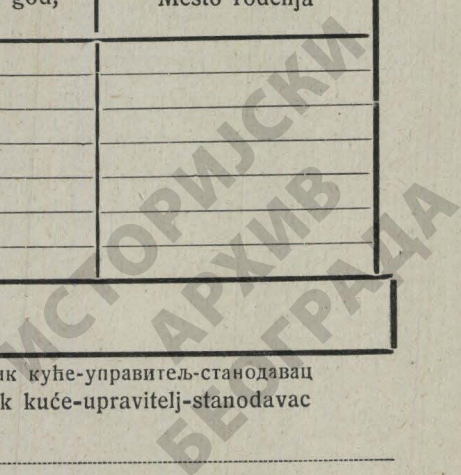 god,
Mesto rođenja
ик куће-управитељ-станодавац
k kuće-upravitelj-stanodavac
ИСТОРИЈСКИ
АРХИВ
БЕОГРАДА